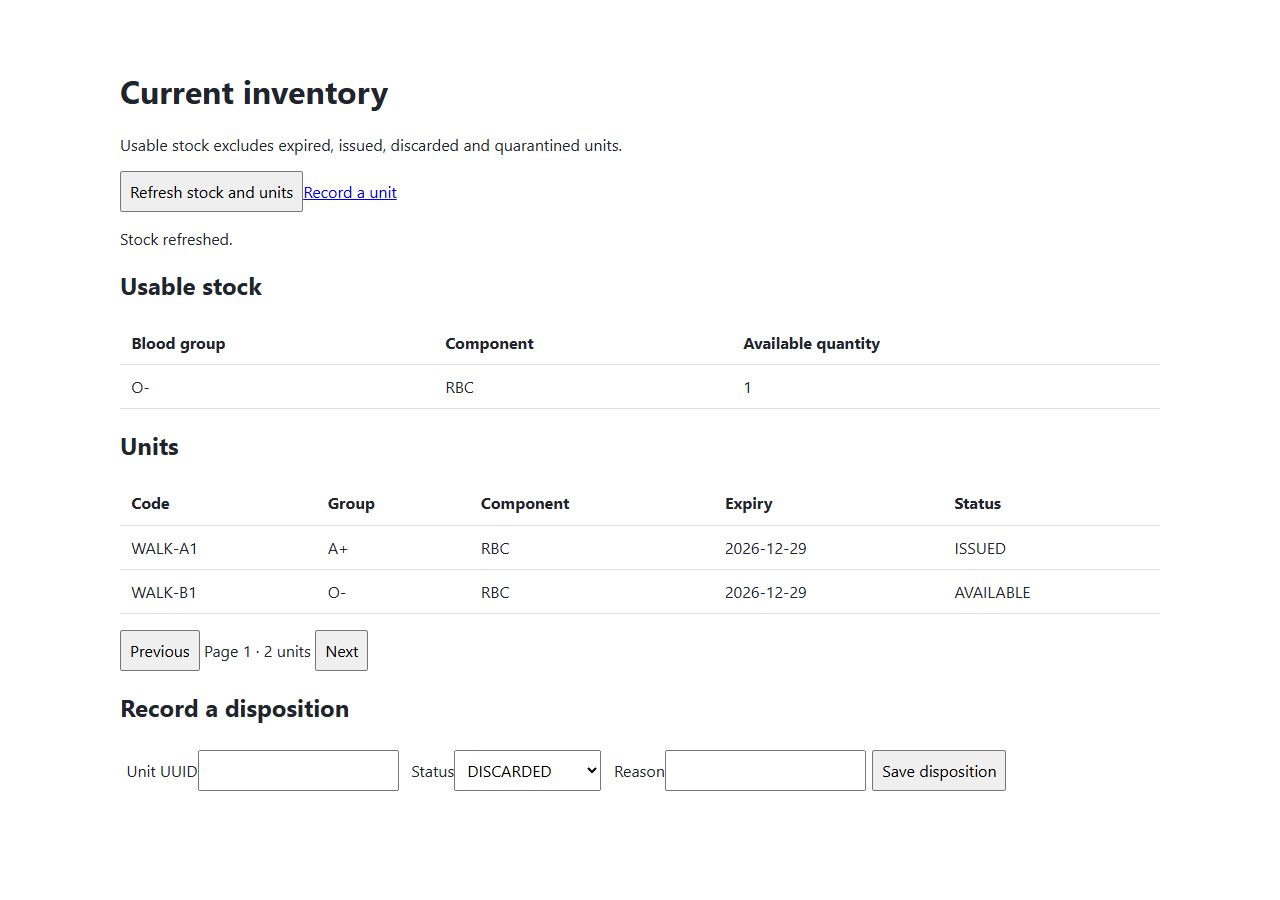 Current inventory
Usable stock excludes expired, issued, discarded and quarantined units.
Refresh stock and units Record a unit
Stock refreshed.
Usable stock
Blood group Component Available quantity
O- RBC 1
Units
Code Group Component Expiry Status
WALK-A1 A+ RBC 2026-12-29 ISSUED
WALK-B1 O- RBC 2026-12-29 AVAILABLE
Previous Page 1 · 2 units Next
Record a disposition
Unit UUID Status DISCARDED Reason Save disposition